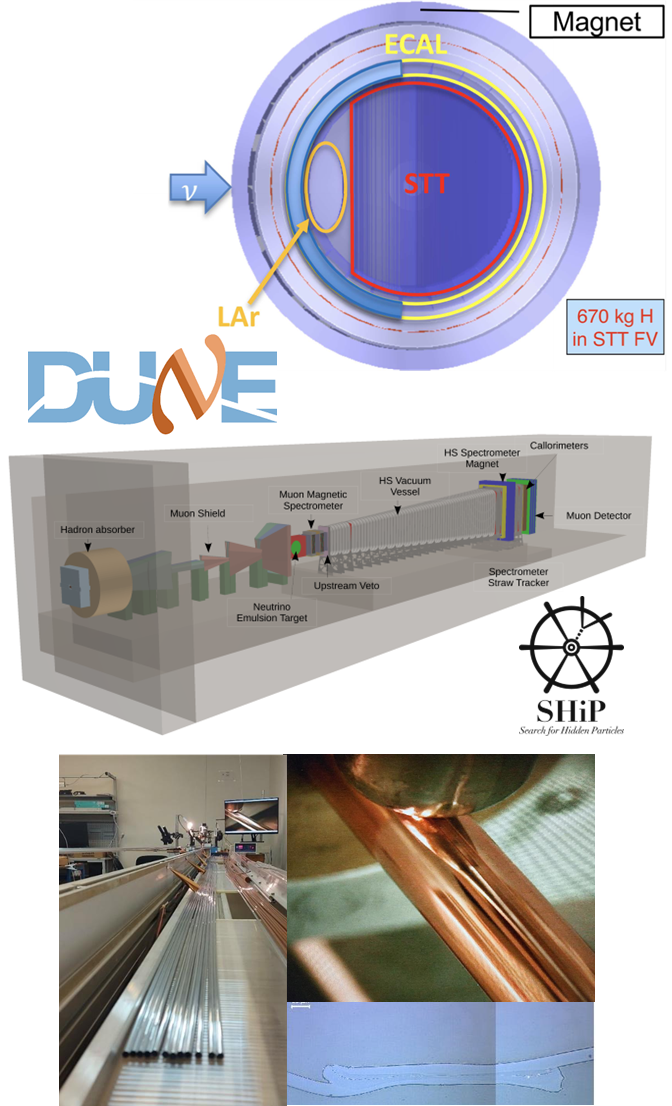 Magnet
ECAL
STT
ν
LAr
670 kg H
in STT FV
DUNE
Callorimeters
HS Spectrometer
Magnet
HS Vacuum
Vessel
Muon Magnetic
Spectrometer
Muon Shield
Hadron absorber
Muon Detector
Upstream Veto
Spectrometer
Straw Tracker
Neutrino
Emulsion Target
SHiP
Search for Hidden Particles